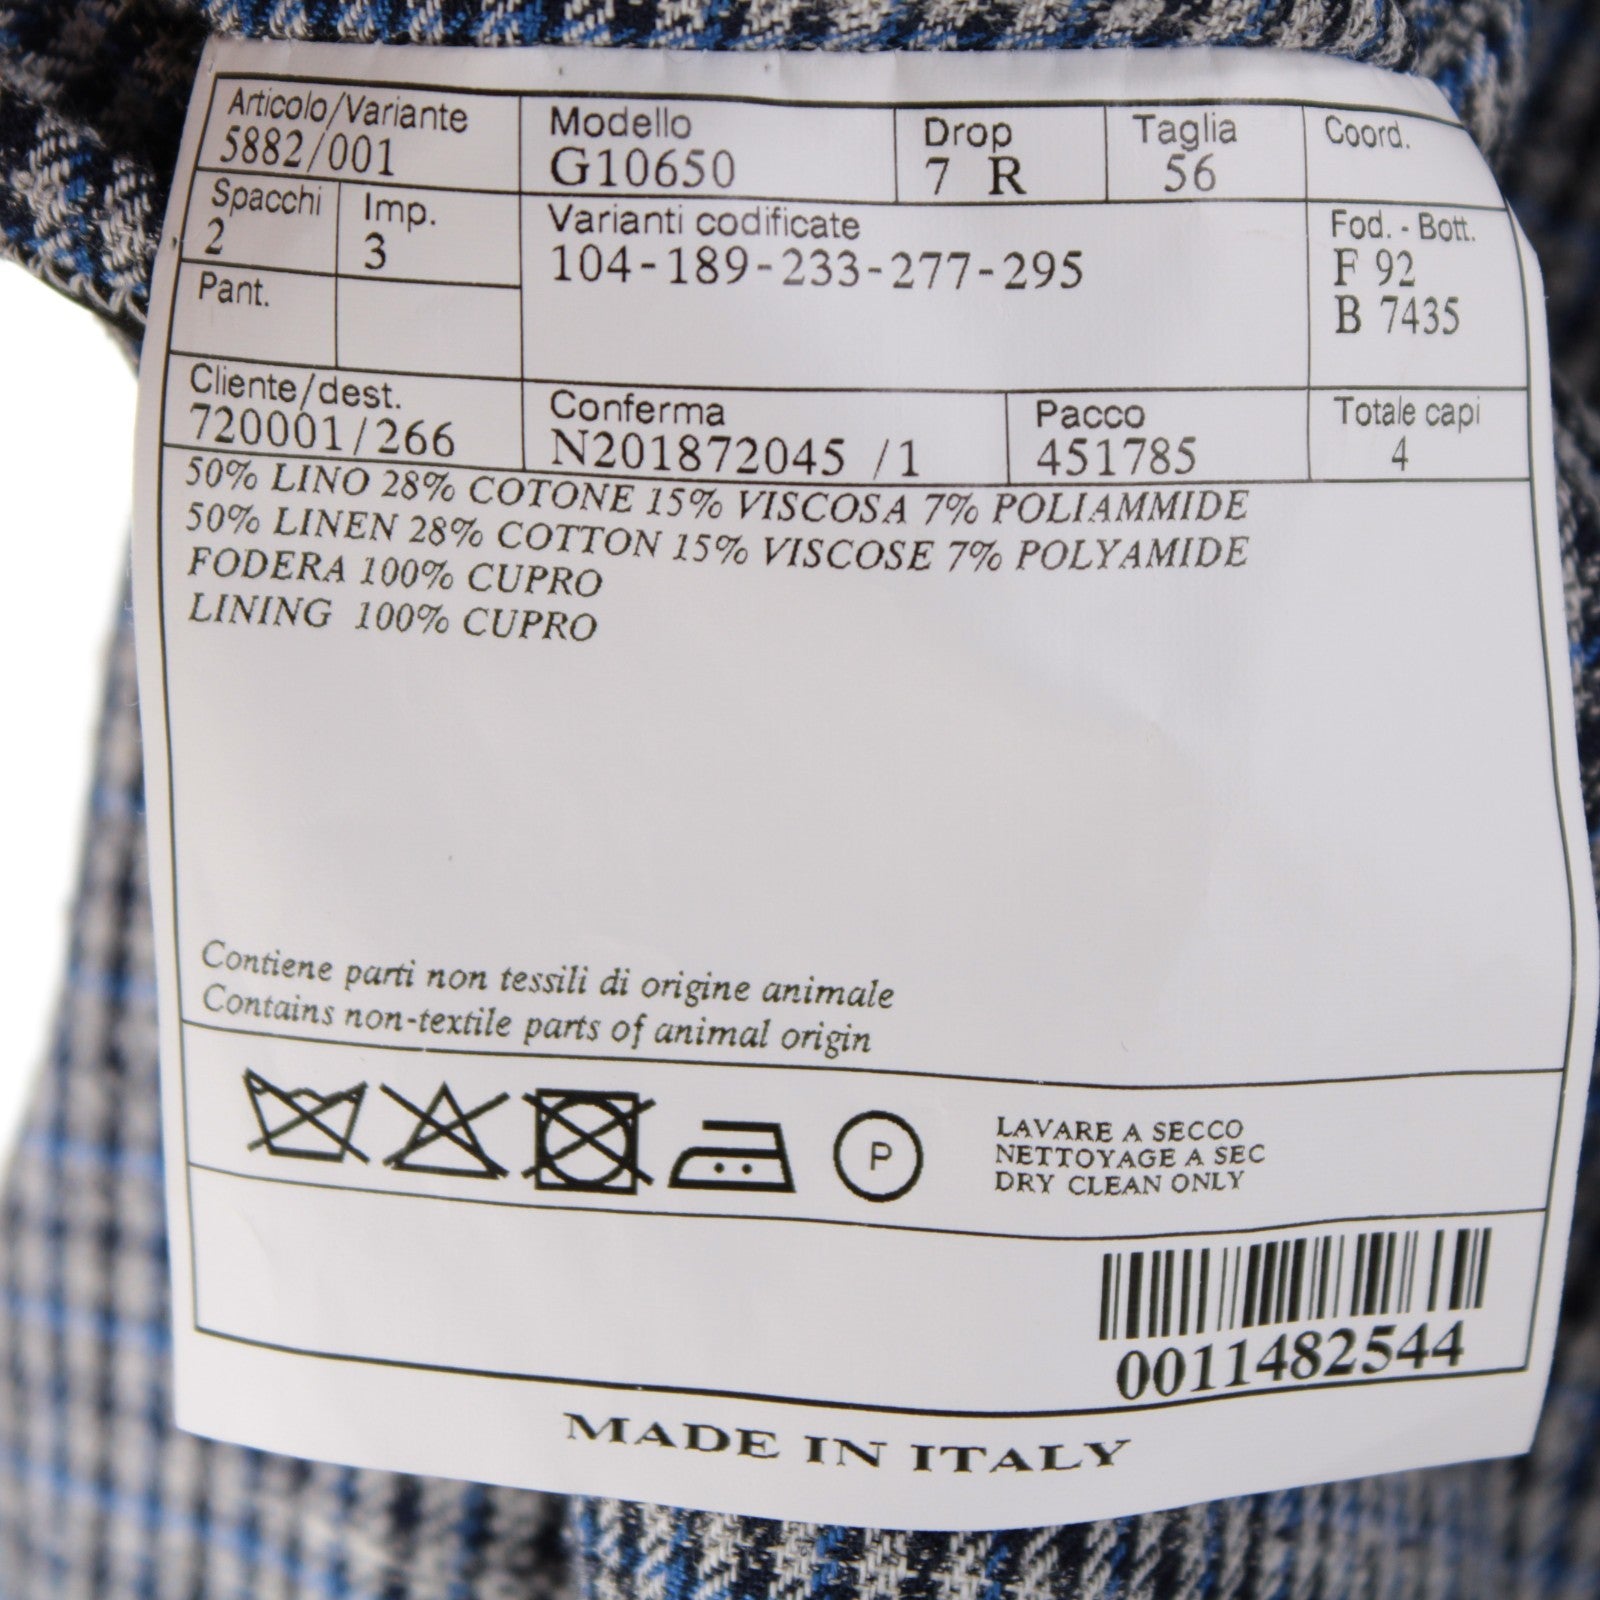 Articolo/Variante
5882/001
Modello
G10650
Drop
7 R
Taglia
56
Coord.
Spacchi
2
Imp.
3
Varianti codificate
104-189-233-277-295
Fod. - Bott.
F 92
B 7435
Pant.
Cliente/dest.
720001/266
Conferma
N201872045 /1
Pacco
451785
Totale capi
4
50% LINO 28% COTONE 15% VISCOSA 7% POLIAMMIDE
50% LINEN 28% COTTON 15% VISCOSE 7% POLYAMIDE
FODERA 100% CUPRO
LINING 100% CUPRO
Contiene parti non tessili di origine animale
Contains non-textile parts of animal origin
P
LAVARE A SECCO
NETTOYAGE A SEC
DRY CLEAN ONLY
0011482544
MADE IN ITALY